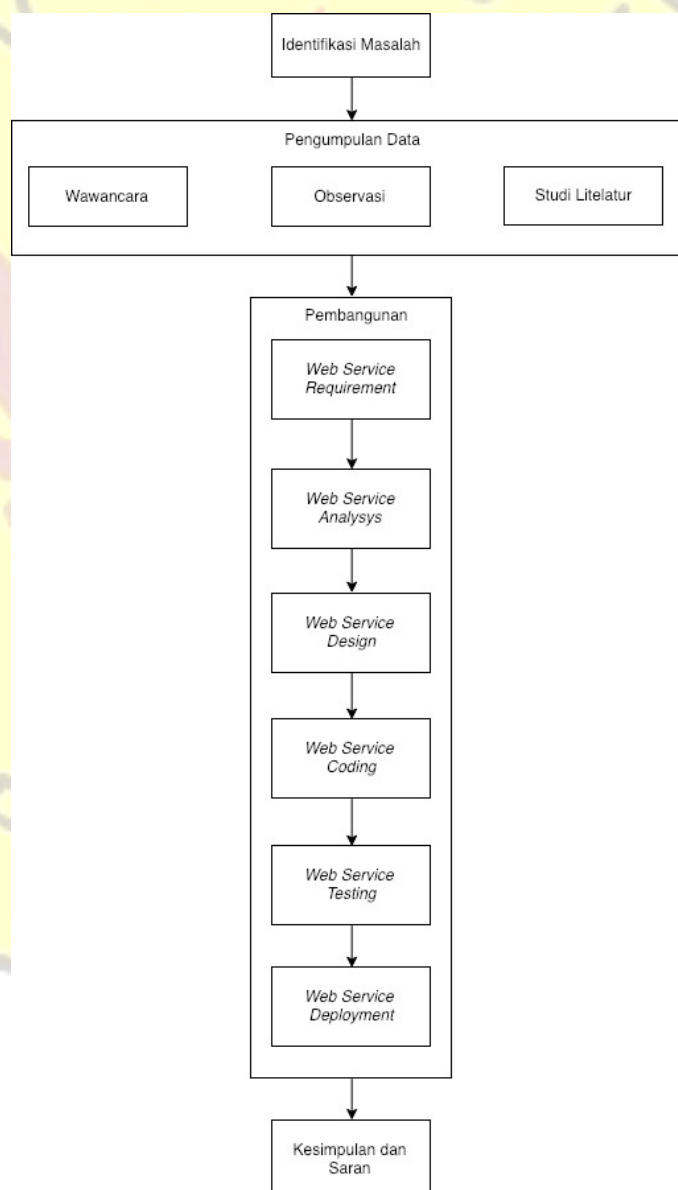 Identifikasi Masalah
Pengumpulan Data
Wawancara
Observasi
Studi Litelatur
Pembangunan
Web Service
Requirement
Web Service
Analysys
Web Service
Design
Web Service
Coding
Web Service
Testing
Web Service
Deployment
Kesimpulan dan
Saran